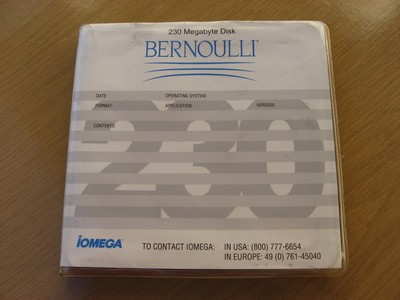 230 Megabyte Disk
BERNOULLI
DATE OPERATING SYSTEM
FORMAT APPLICATION VERSION
CONTENTS
230
iOMEGA TO CONTACT IOMEGA: IN USA: (800) 777-6654
IN EUROPE: 49 (0) 761-45040